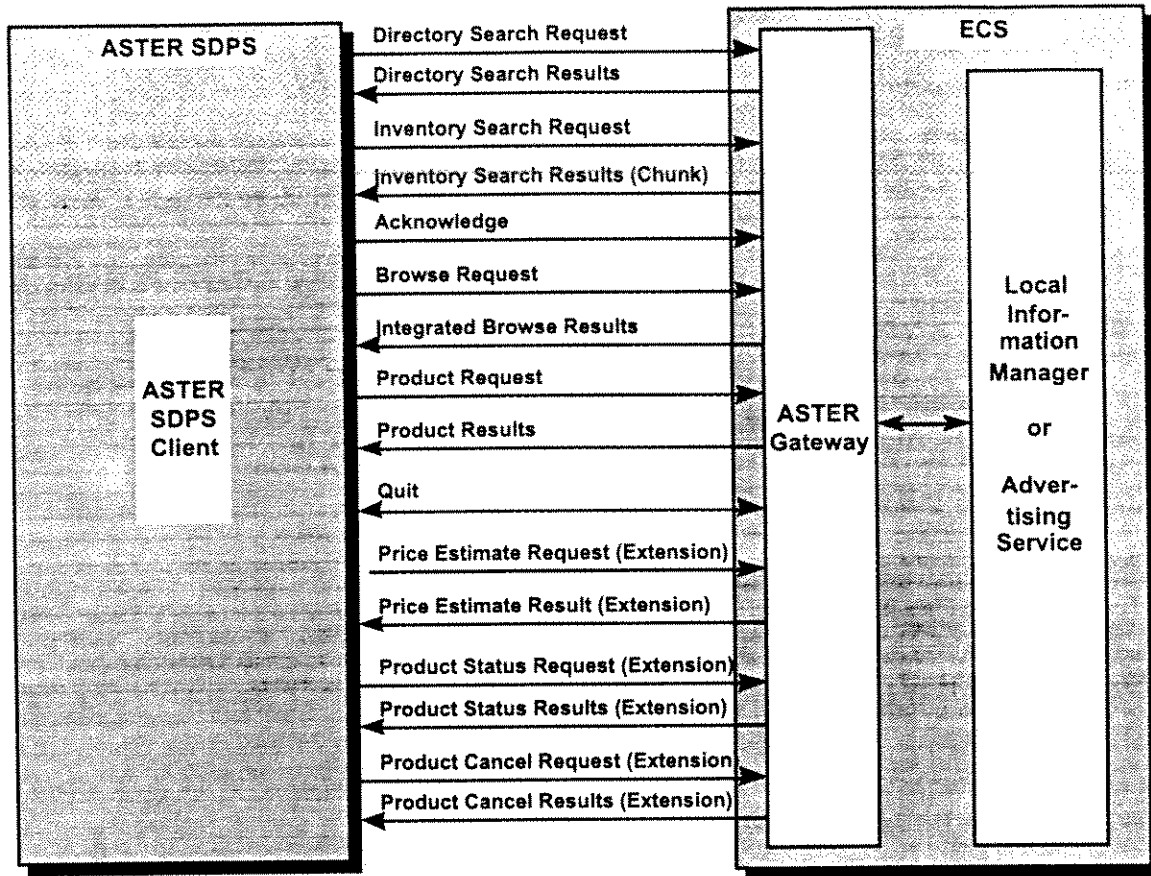 ASTER SDPS
ASTER
SDPS
Client
Directory Search Request
Directory Search Results
Inventory Search Request
Inventory Search Results (Chunk)
Acknowledge
Browse Request
Integrated Browse Results
Product Request
Product Results
Quit
Price Estimate Request (Extension)
Price Estimate Result (Extension)
Product Status Request (Extension)
Product Status Results (Extension)
Product Cancel Request (Extension
Product Cancel Results (Extension)
ECS
ASTER
Gateway
Local
Infor-
mation
Manager
or
Adver-
tising
Service